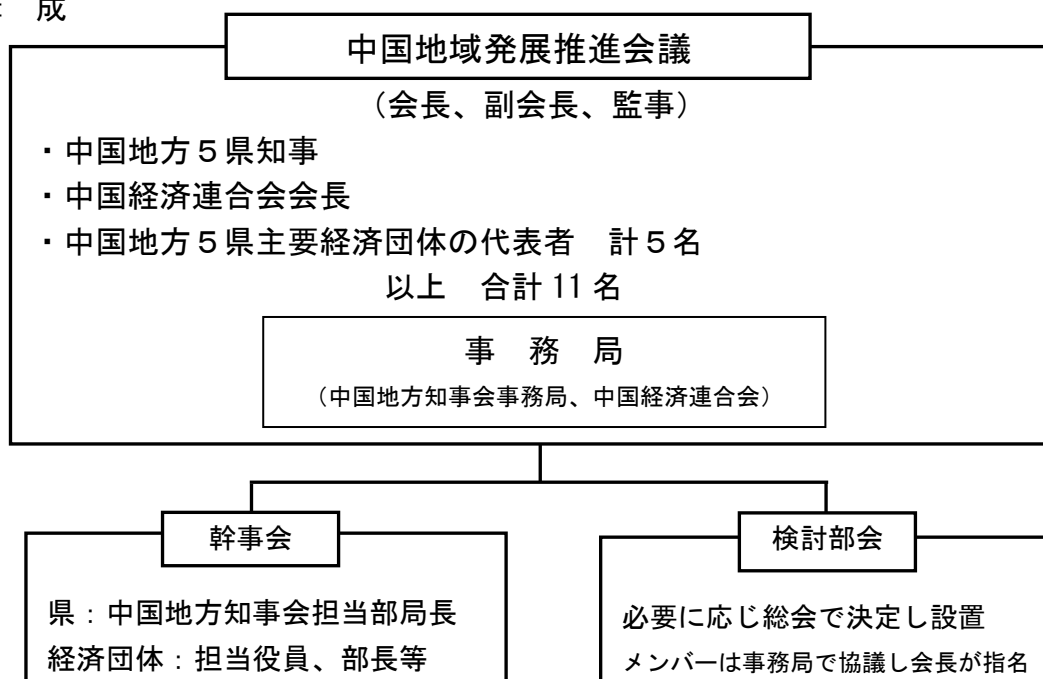 成
中国地域発展推進会議
（会長、副会長、監事）
・中国地方５県知事
・中国経済連合会会長
・中国地方５県主要経済団体の代表者　計５名
以上　合計 11 名
事　務　局
（中国地方知事会事務局、中国経済連合会）
幹事会
県：中国地方知事会担当部局長
経済団体：担当役員、部長等
検討部会
必要に応じ総会で決定し設置
メンバーは事務局で協議し会長が指名